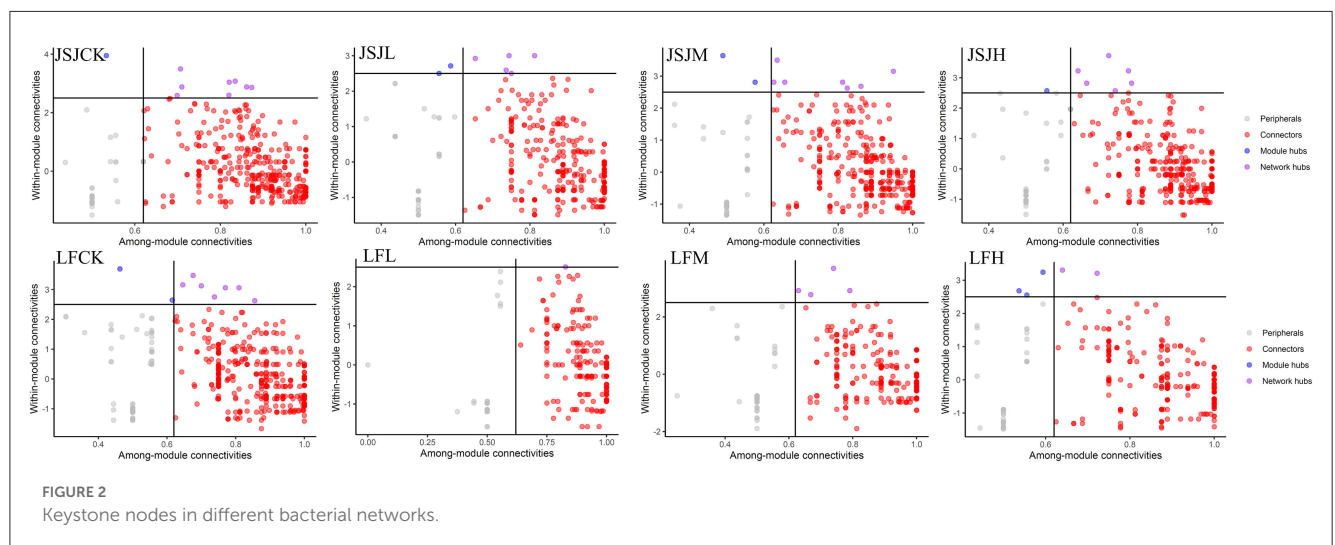 JSJCK
Within-module connectivities
4
2
0
0.6
0.8
1.0
Among-module connectivities
JSJL
Within-module connectivities
3
2
1
0
-1
0.4
0.6
0.8
1.0
Among-module connectivities
JSJM
Within-module connectivities
4
3
2
1
0
-1
0.4
0.6
0.8
1.0
Among-module connectivities
JSJH
Within-module connectivities
3
2
1
0
-1
0.4
0.6
0.8
1.0
Among-module connectivities
Peripherals
Connectors
Module hubs
Network hubs
LFCK
Within-module connectivities
3
2
1
0
-1
0.4
0.6
0.8
1.0
Among-module connectivities
LFL
Within-module connectivities
2
1
0
-1
0.00
0.25
0.50
0.75
1.00
Among-module connectivities
LFM
Within-module connectivities
2
0
-2
0.4
0.6
0.8
1.0
Among-module connectivities
LFH
Within-module connectivities
3
2
1
0
-1
0.6
0.8
1.0
Among-module connectivities
Peripherals
Connectors
Module hubs
Network hubs
FIGURE 2
Keystone nodes in different bacterial networks.